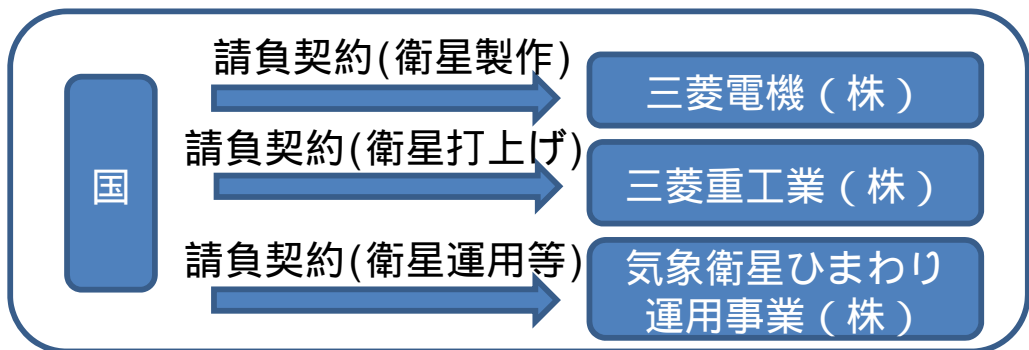 国
請負契約(衛星製作)
三菱電機(株)
請負契約(衛星打上げ)
三菱重工業(株)
請負契約(衛星運用等)
気象衛星ひまわり
運用事業(株)